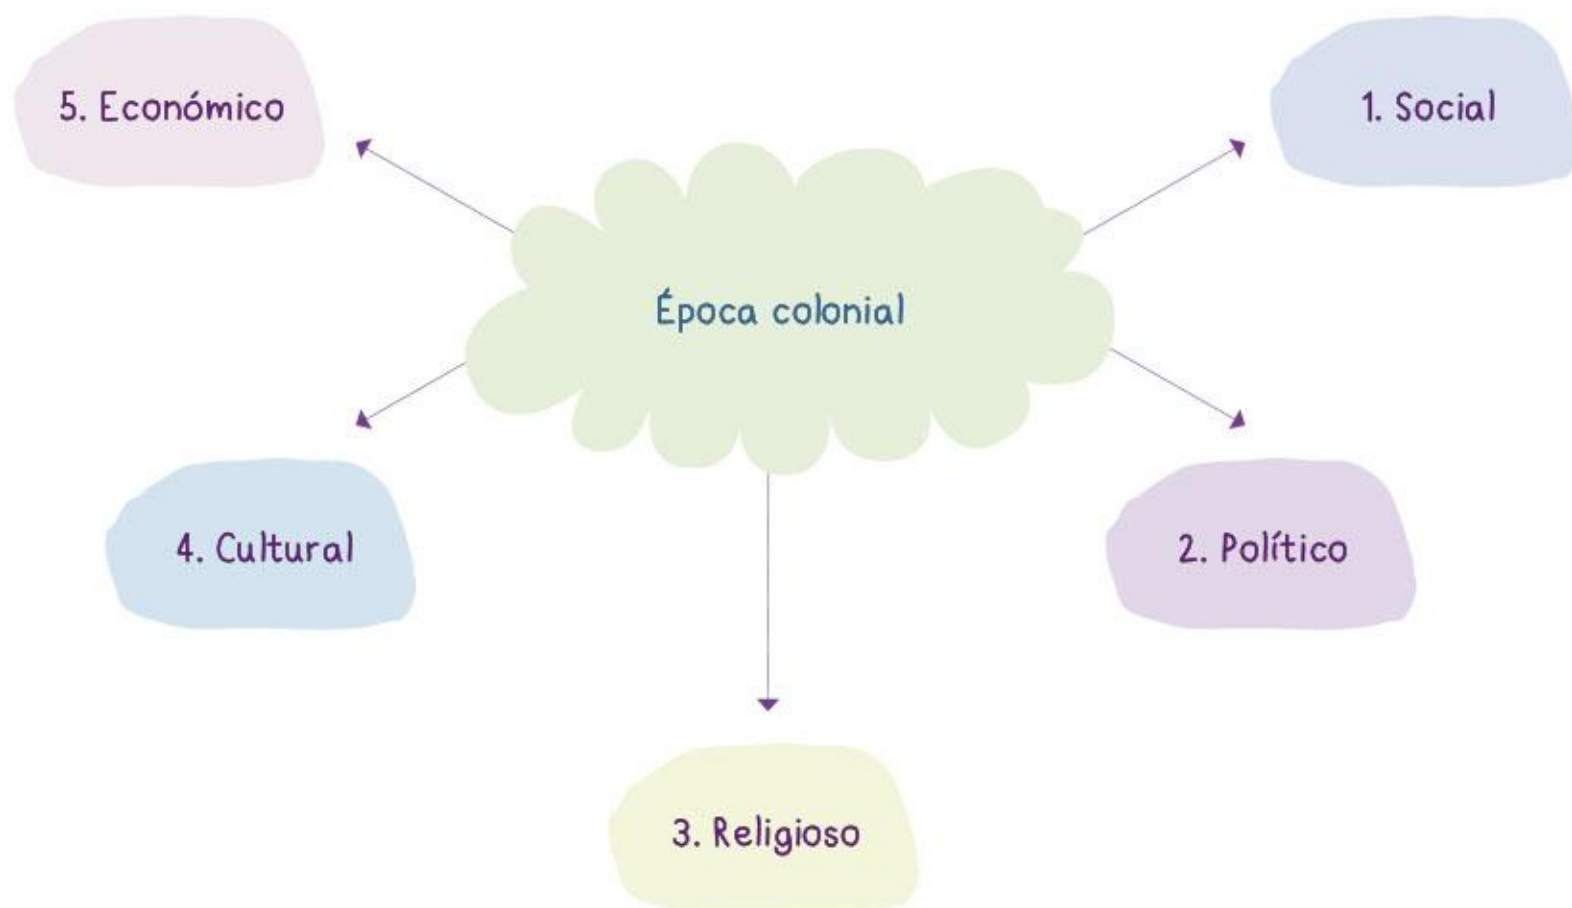 5. Económico
1. Social
Época colonial
4. Cultural
2. Político
3. Religioso